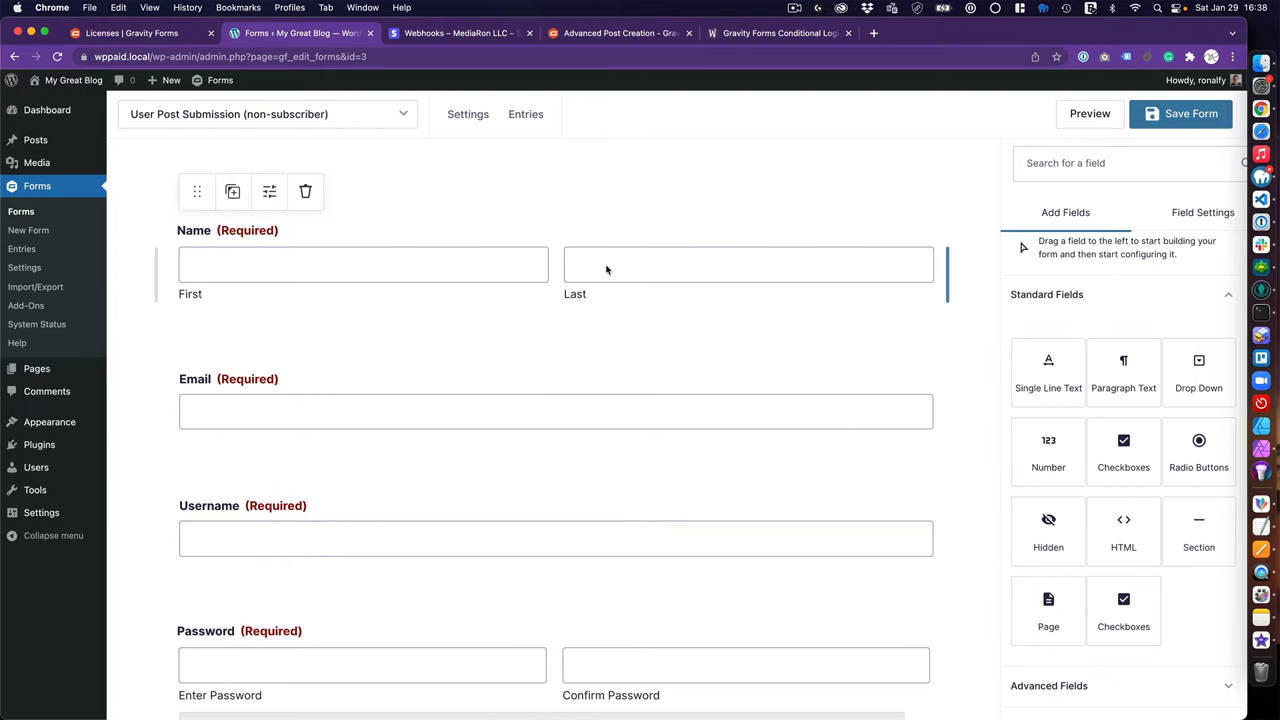 Chrome File Edit View History Bookmarks Profiles Tab Window Help
Sat Jan 29 16:38
Licenses | Gravity Forms
Forms ‹ My Great Blog — Word
Webhooks – MediaRon LLC – S
Advanced Post Creation - Grav
Gravity Forms Conditional Logi
wppaid.local/wp-admin/admin.php?page=gf_edit_forms&id=3
My Great Blog 0 New Forms
Howdy, ronalfy
Dashboard
Posts
Media
Forms
Forms
New Form
Entries
Settings
Import/Export
Add-Ons
System Status
Help
Pages
Comments
Appearance
Plugins
Users
Tools
Settings
Collapse menu
User Post Submission (non-subscriber)
Settings
Entries
Preview
Save Form
Name (Required)
First
Last
Email (Required)
Username (Required)
Password (Required)
Enter Password
Confirm Password
Search for a field
Add Fields
Field Settings
Drag a field to the left to start building your
form and then start configuring it.
Standard Fields
Single Line Text
Paragraph Text
Drop Down
123
Number
Checkboxes
Radio Buttons
Hidden
HTML
Section
Page
Checkboxes
Advanced Fields